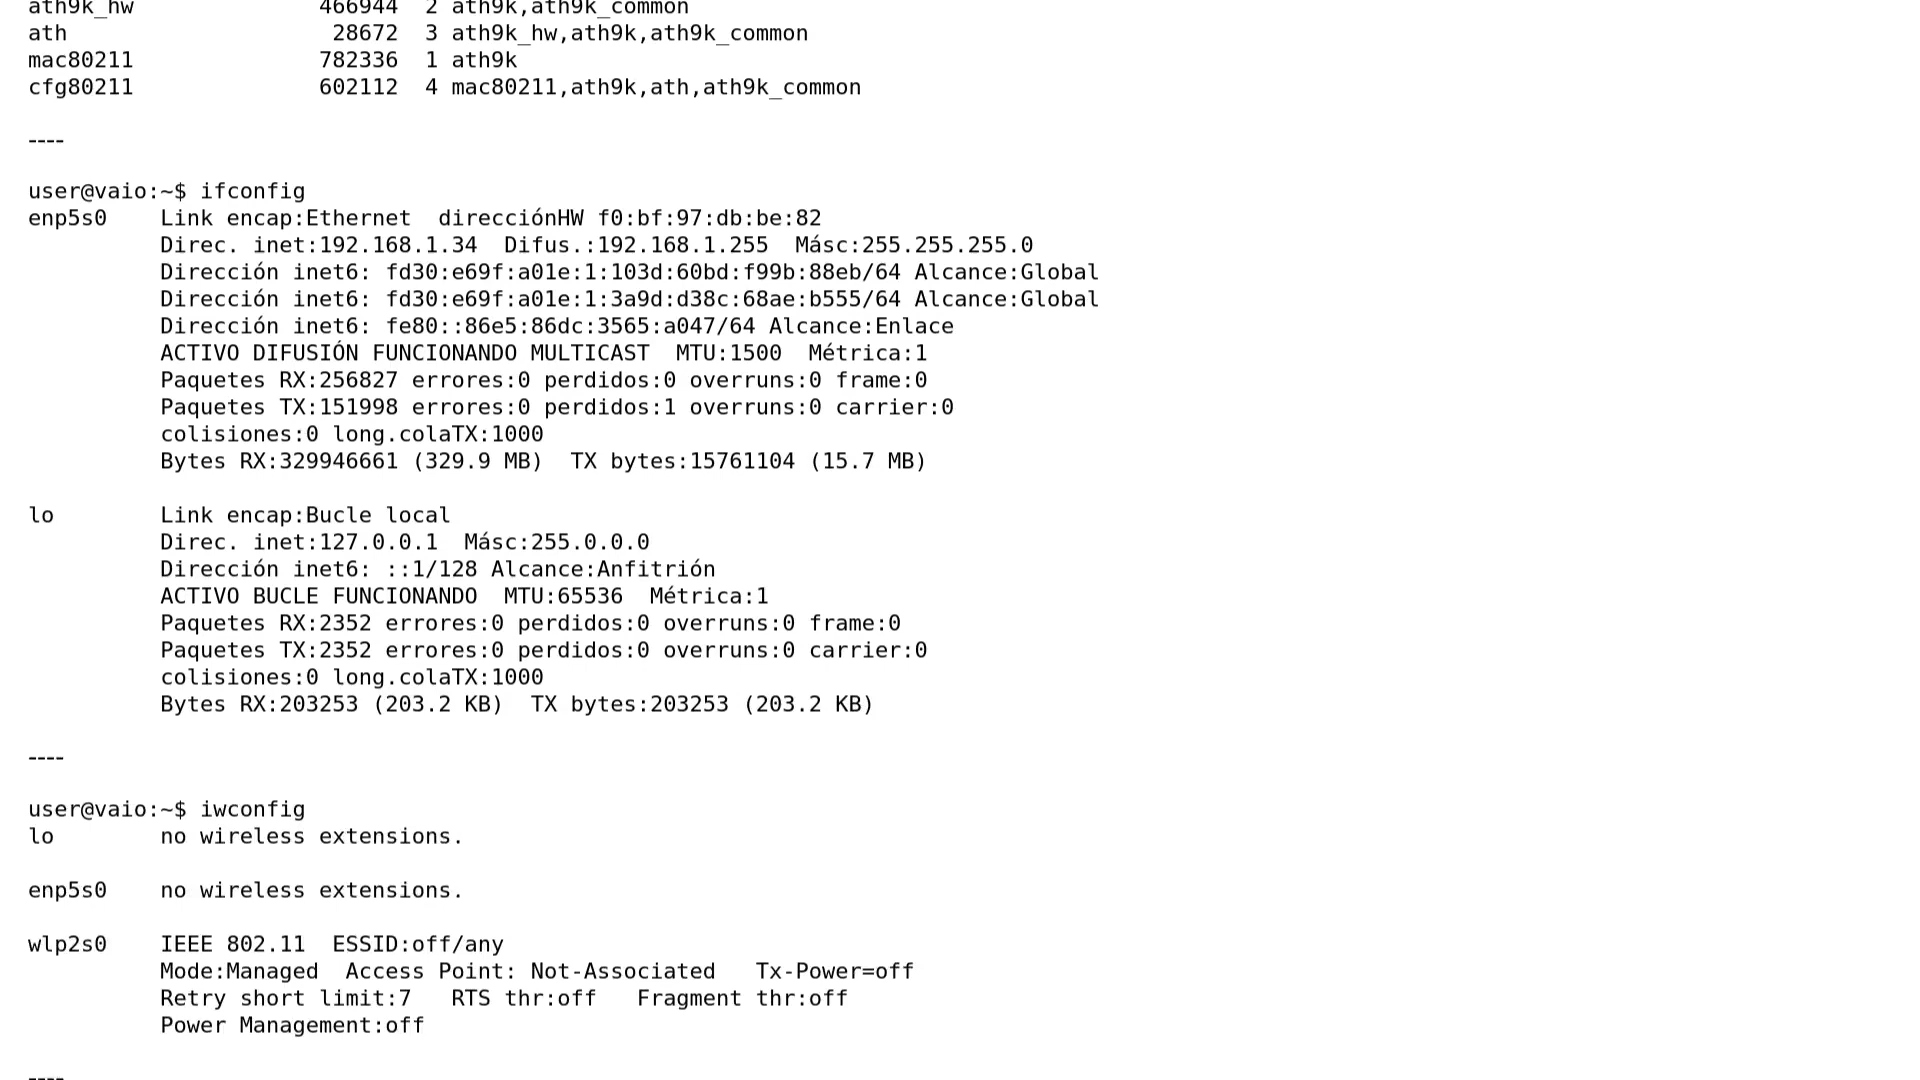 ath9k_hw 466944 2 ath9k,ath9k_common
ath 28672 3 ath9k_hw,ath9k,ath9k_common
mac80211 782336 1 ath9k
cfg80211 602112 4 mac80211,ath9k,ath,ath9k_common
----
user@vaio:~$ ifconfig
enp5s0 Link encap:Ethernet direcciónHW f0:bf:97:db:be:82
Direc. inet:192.168.1.34 Difus.:192.168.1.255 Másc:255.255.255.0
Dirección inet6: fd30:e69f:a01e:1:103d:60bd:f99b:88eb/64 Alcance:Global
Dirección inet6: fd30:e69f:a01e:1:3a9d:d38c:68ae:b555/64 Alcance:Global
Dirección inet6: fe80::86e5:86dc:3565:a047/64 Alcance:Enlace
ACTIVO DIFUSIÓN FUNCIONANDO MULTICAST MTU:1500 Métrica:1
Paquetes RX:256827 errores:0 perdidos:0 overruns:0 frame:0
Paquetes TX:151998 errores:0 perdidos:1 overruns:0 carrier:0
colisiones:0 long.colaTX:1000
Bytes RX:329946661 (329.9 MB) TX bytes:15761104 (15.7 MB)
lo Link encap:Bucle local
Direc. inet:127.0.0.1 Másc:255.0.0.0
Dirección inet6: ::1/128 Alcance:Anfitrión
ACTIVO BUCLE FUNCIONANDO MTU:65536 Métrica:1
Paquetes RX:2352 errores:0 perdidos:0 overruns:0 frame:0
Paquetes TX:2352 errores:0 perdidos:0 overruns:0 carrier:0
colisiones:0 long.colaTX:1000
Bytes RX:203253 (203.2 KB) TX bytes:203253 (203.2 KB)
----
user@vaio:~$ iwconfig
lo no wireless extensions.
enp5s0 no wireless extensions.
wlp2s0 IEEE 802.11 ESSID:off/any
Mode:Managed Access Point: Not-Associated Tx-Power=off
Retry short limit:7 RTS thr:off Fragment thr:off
Power Management:off
----